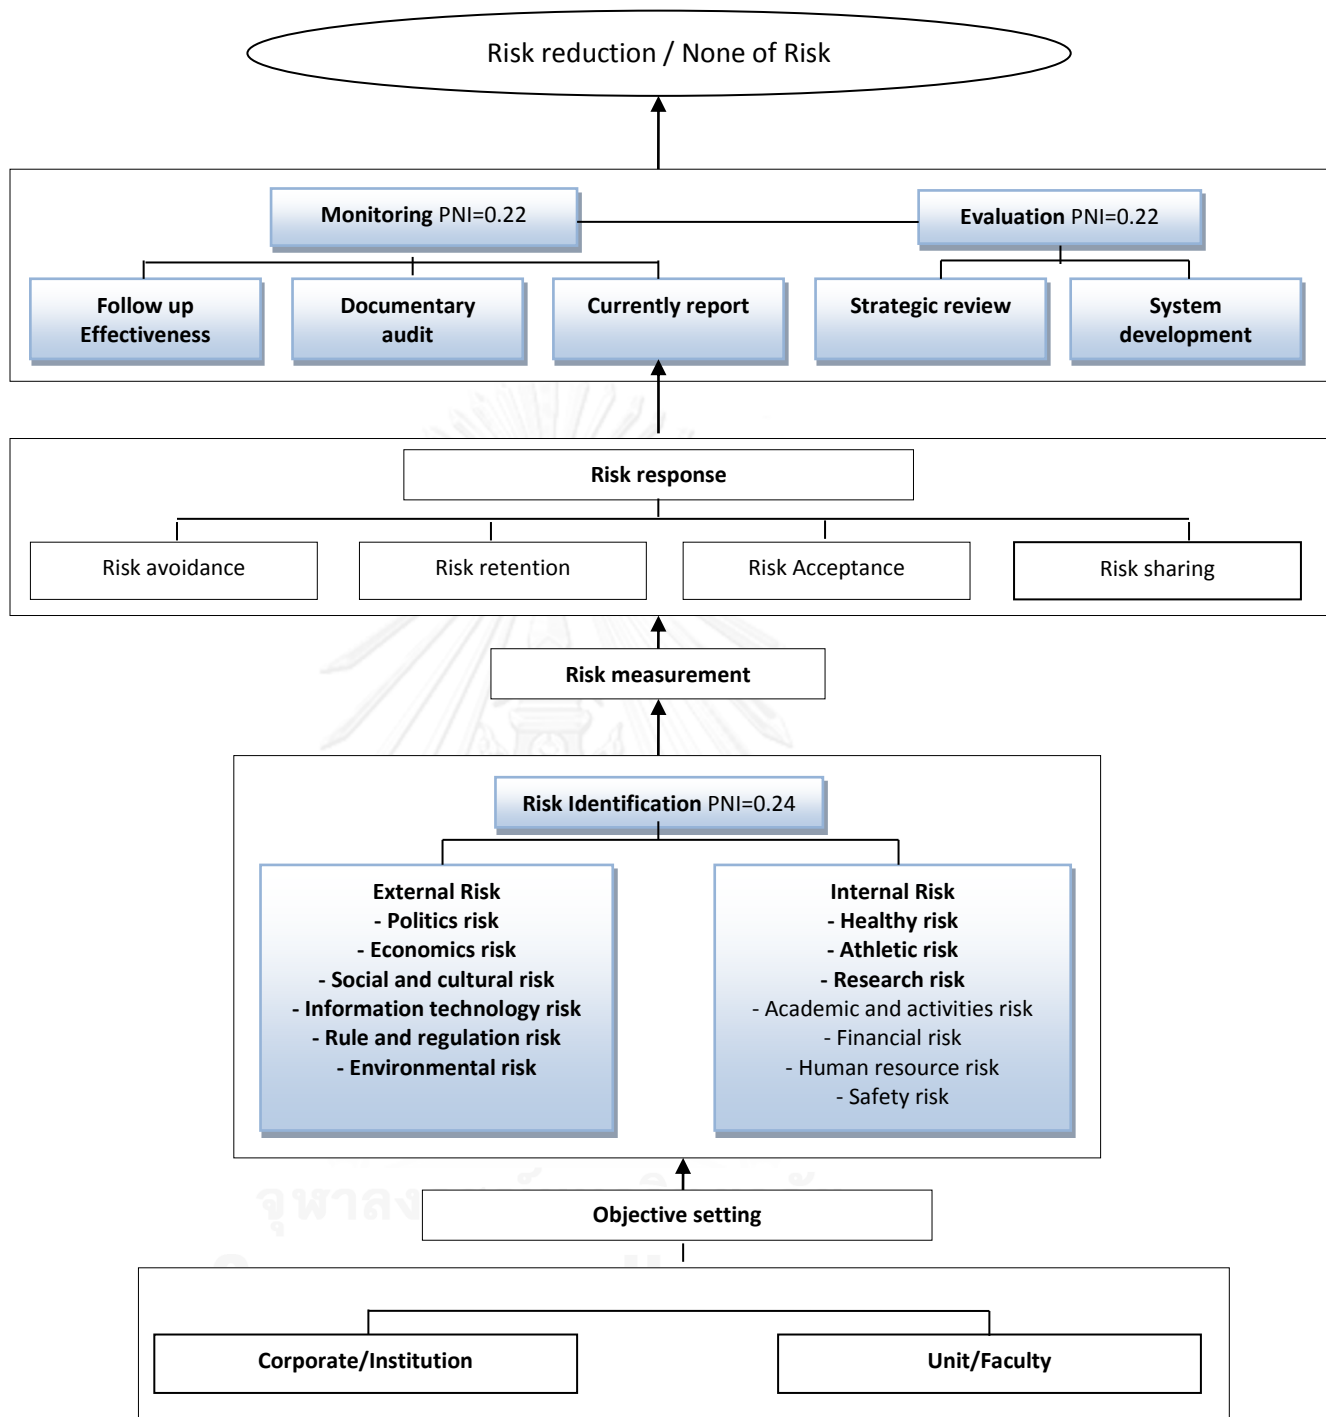 Risk reduction / None of Risk
Monitoring PNI=0.22
Evaluation PNI=0.22
Follow up
Effectiveness
Documentary
audit
Currently report
Strategic review
System
development
Risk response
Risk avoidance
Risk retention
Risk Acceptance
Risk sharing
Risk measurement
Risk Identification PNI=0.24
External Risk
- Politics risk
- Economics risk
- Social and cultural risk
- Information technology risk
- Rule and regulation risk
- Environmental risk
Internal Risk
- Healthy risk
- Athletic risk
- Research risk
- Academic and activities risk
- Financial risk
- Human resource risk
- Safety risk
Objective setting
Corporate/Institution
Unit/Faculty